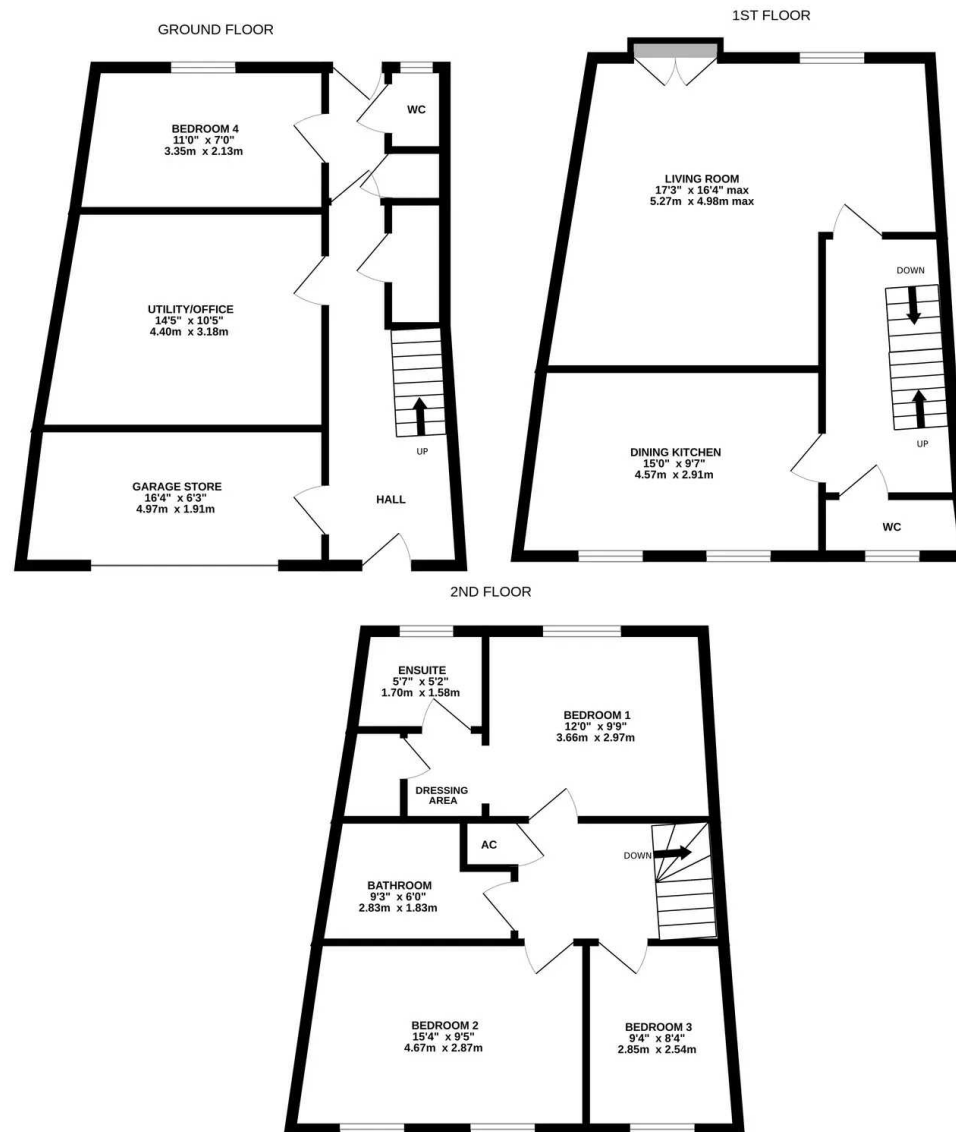 GROUND FLOOR
BEDROOM 4
11'0" x 7'0"
3.35m x 2.13m
WC
UTILITY/OFFICE
14'5" x 10'5"
4.40m x 3.18m
GARAGE STORE
16'4" x 6'3"
4.97m x 1.91m
UP
HALL
1ST FLOOR
LIVING ROOM
17'3" x 16'4" max
5.27m x 4.98m max
DOWN
UP
DINING KITCHEN
15'0" x 9'7"
4.57m x 2.91m
WC
2ND FLOOR
ENSUITE
5'7" x 5'2"
1.70m x 1.58m
BEDROOM 1
12'0" x 9'9"
3.66m x 2.97m
DRESSING
AREA
AC
DOWN
BATHROOM
9'3" x 6'0"
2.83m x 1.83m
BEDROOM 2
15'4" x 9'5"
4.67m x 2.87m
BEDROOM 3
9'4" x 8'4"
2.85m x 2.54m